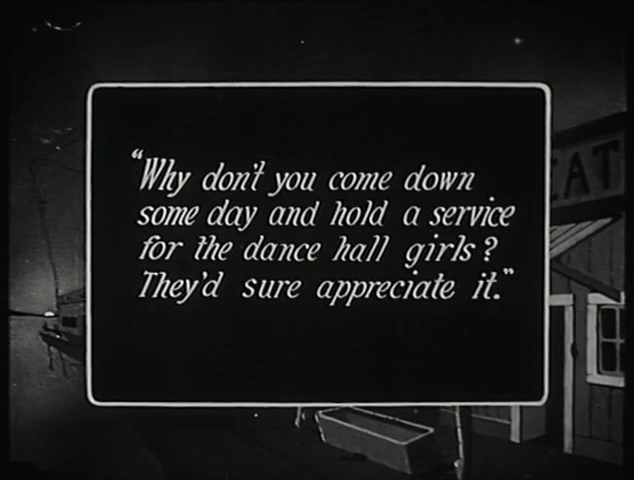 "Why don't you come down
some day and hold a service
for the dance hall girls?
They'd sure appreciate it."
EAT